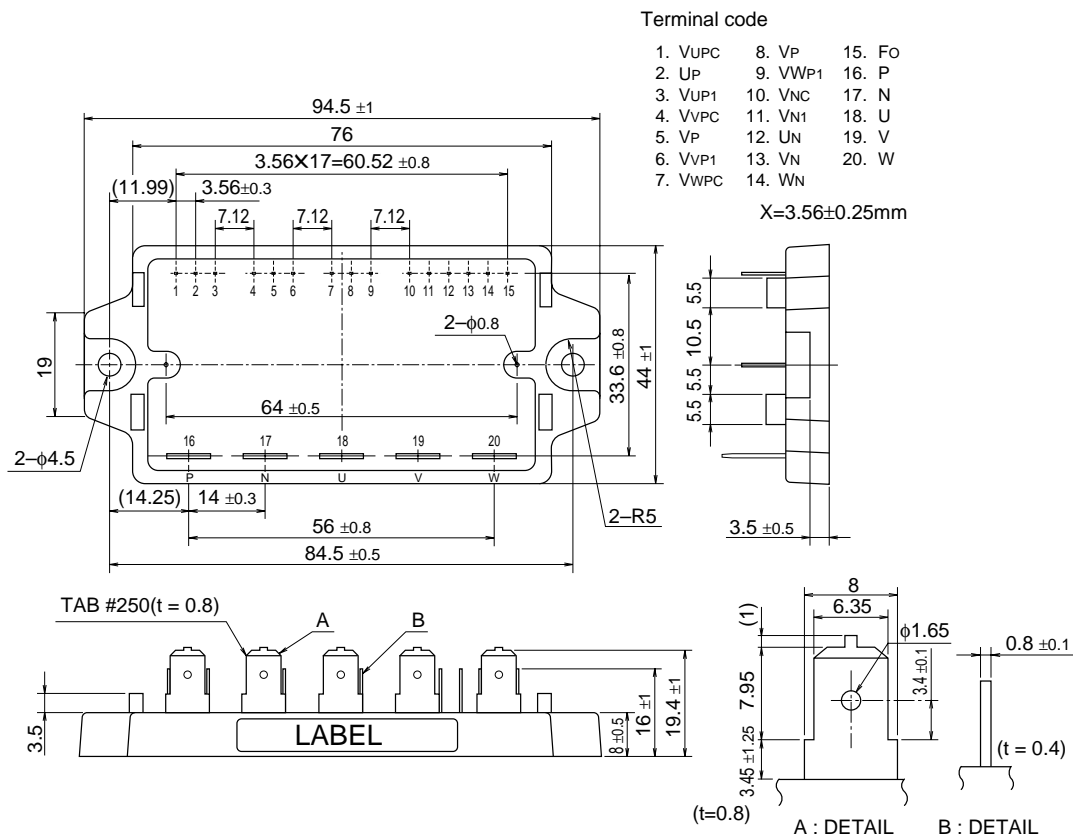 Terminal code
1. VUPC
2. UP
3. VUP1
4. VVPC
5. VP
6. VVP1
7. VWPC
8. VP
9. VWP1
10. VNC
11. VN1
12. UN
13. VN
14. WN
15. FO
16. P
17. N
18. U
19. V
20. W
X=3.56±0.25mm
94.5 ±1
76
3.56X17=60.52 ±0.8
(11.99)
3.56±0.3
7.12
7.12
7.12
1 2 3 4 5 6 7 8 9 10 11 12 13 14 15
2–ϕ0.8
19
33.6 ±0.8
44 ±1
64 ±0.5
16 17 18 19 20
P N U V W
2–ϕ4.5
(14.25)
14 ±0.3
56 ±0.8
84.5 ±0.5
2–R5
5.5
10.5
5.5
5.5
3.5 ±0.5
TAB #250(t = 0.8)
A
B
LABEL
3.5
8 ±0.5
16 ±1
19.4 ±1
8
6.35
(1)
ϕ1.65
7.95
3.4 ±0.1
3.45 ±1.25
(t=0.8)
A : DETAIL
0.8 ±0.1
(t = 0.4)
B : DETAIL